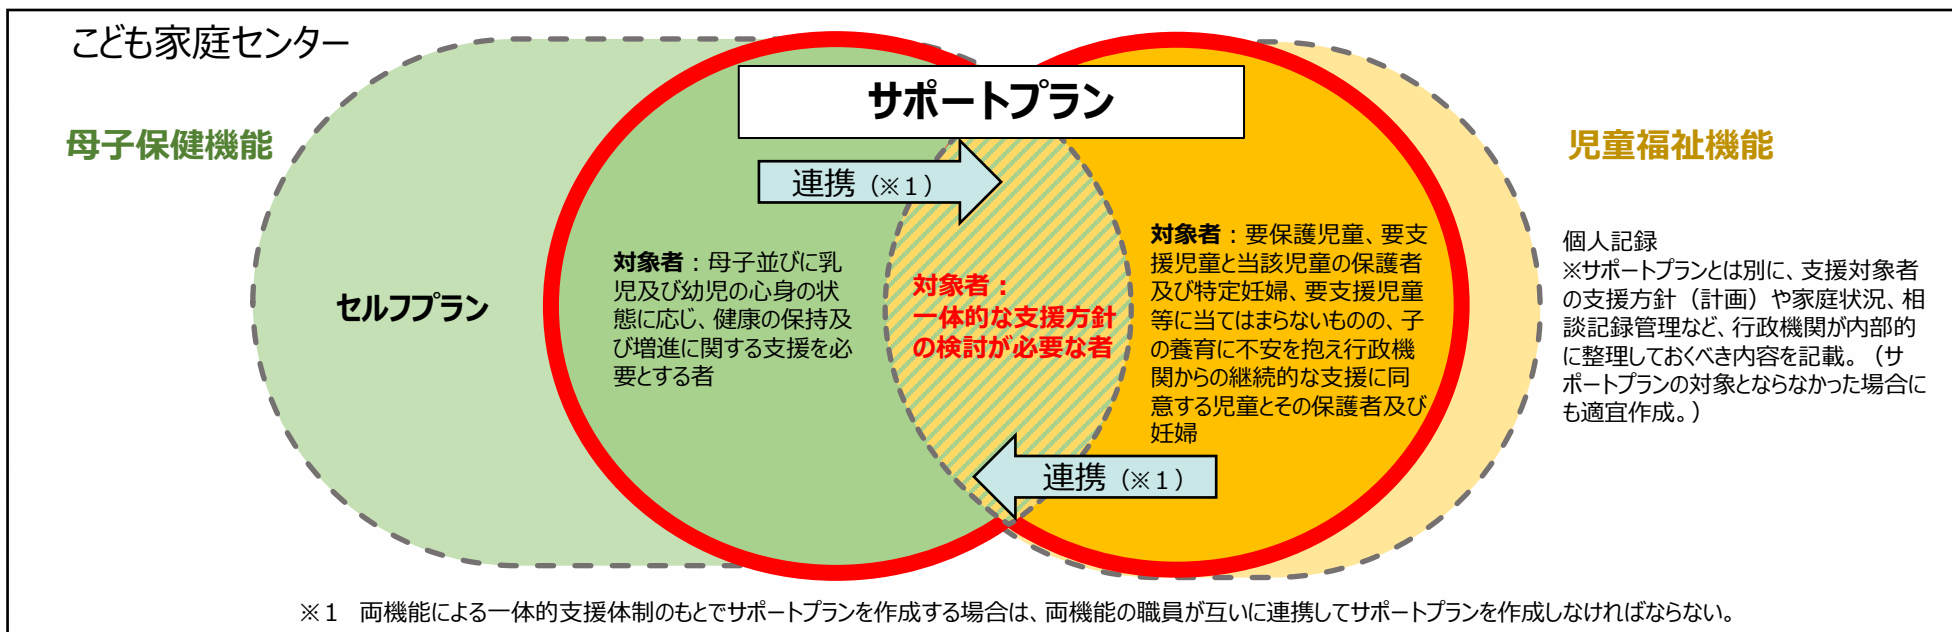 こども家庭センター
母子保健機能
サポートプラン
児童福祉機能
連携（※１）
セルフプラン
対象者：母子並びに乳
児及び幼児の心身の状
態に応じ、健康の保持及
び増進に関する支援を必
要とする者
対象者：
一体的な支援方針
の検討が必要な者
対象者：要保護児童、要支
援児童と当該児童の保護者
及び特定妊婦、要支援児童
等に当てはまらないものの、子
の養育に不安を抱え行政機
関からの継続的な支援に同
意する児童とその保護者及び
妊婦
連携（※１）
個人記録
※サポートプランとは別に、支援対象者
の支援方針（計画）や家庭状況、相
談記録管理など、行政機関が内部的
に整理しておくべき内容を記載。（サ
ポートプランの対象とならなかった場合に
も適宜作成。）
※１　両機能による一体的支援体制のもとでサポートプランを作成する場合は、両機能の職員が互いに連携してサポートプランを作成しなければならない。